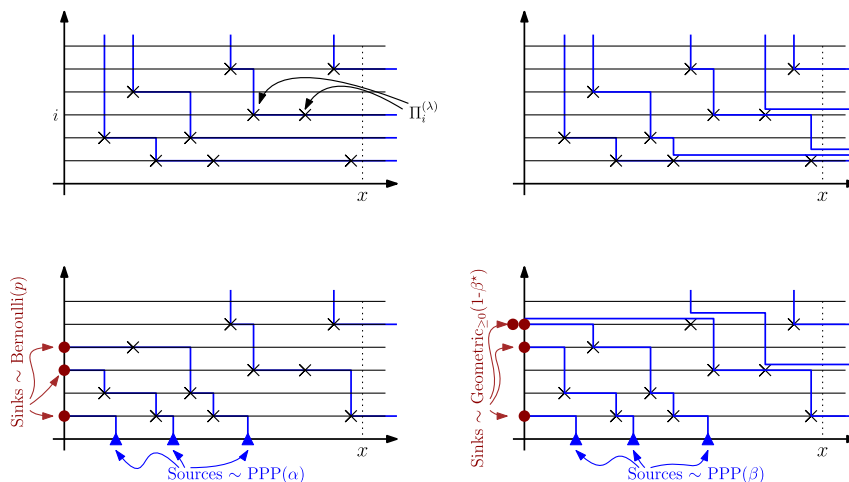 i
Π_i^{(λ)}
x
x
Sinks ~ Bernoulli(p)
x
Sources ~ PPP(α)
Sinks ~ Geometric_{≥0}(1-β*)
x
Sources ~ PPP(β)